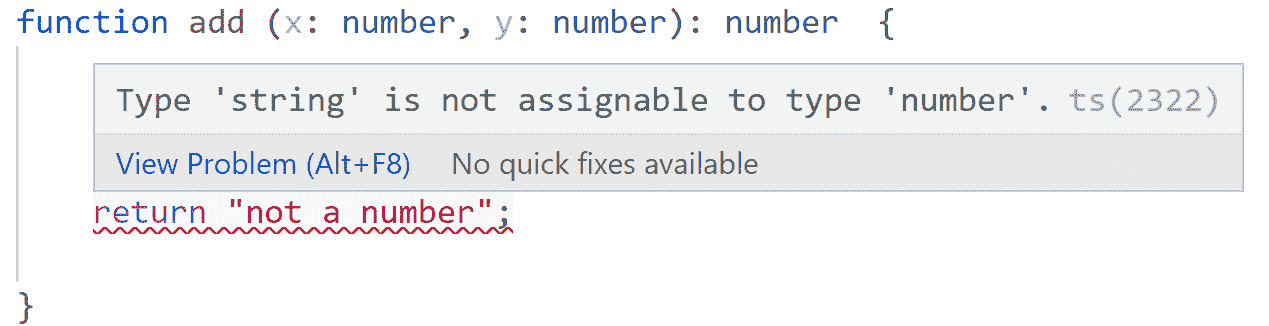 function add (x: number, y: number): number  {
Type 'string' is not assignable to type 'number'. ts(2322)
View Problem (Alt+F8) No quick fixes available
return "not a number";
}